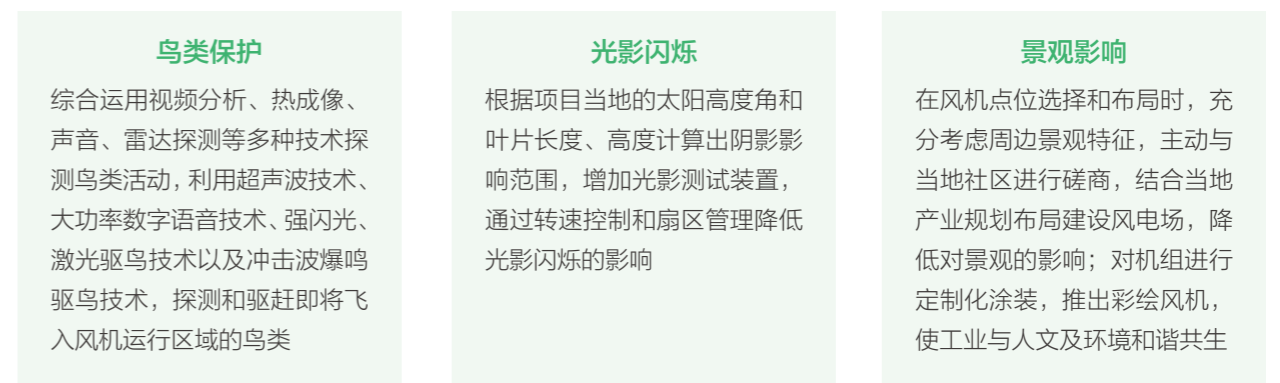 鸟类保护
综合运用视频分析、热成像、
声音、雷达探测等多种技术探
测鸟类活动,利用超声波技术、
大功率数字语音技术、强闪光、
激光驱鸟技术以及冲击波爆鸣
驱鸟技术，探测和驱赶即将飞
入风机运行区域的鸟类
光影闪烁
根据项目当地的太阳高度角和
叶片长度、高度计算出阴影影
响范围，增加光影测试装置，
通过转速控制和扇区管理降低
光影闪烁的影响
景观影响
在风机点位选择和布局时，充
分考虑周边景观特征，主动与
当地社区进行磋商，结合当地
产业规划布局建设风电场，降
低对景观的影响；对机组进行
定制化涂装，推出彩绘风机，
使工业与人文及环境和谐共生